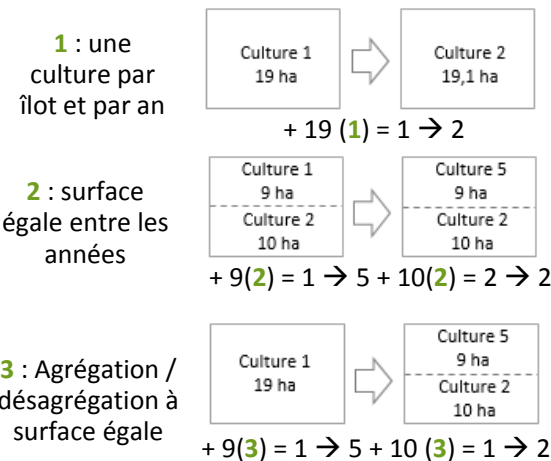 1 : une
culture par
îlot et par an
Culture 1
19 ha
Culture 2
19,1 ha
+ 19 (1) = 1 → 2
2 : surface
égale entre les
années
Culture 1
9 ha
Culture 2
10 ha
Culture 5
9 ha
Culture 2
10 ha
+ 9(2) = 1 → 5 + 10(2) = 2 → 2
3 : Agrégation /
désagrégation à
surface égale
Culture 1
19 ha
Culture 5
9 ha
Culture 2
10 ha
+ 9(3) = 1 → 5 + 10 (3) = 1 → 2